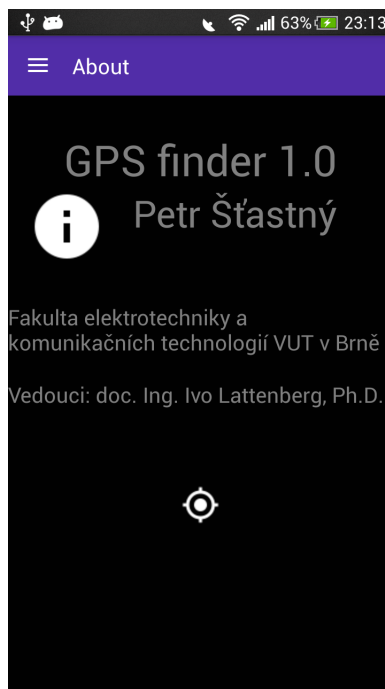 63% 23:13
About
GPS finder 1.0
Petr Šťastný
Fakulta elektrotechniky a
komunikačních technologií VUT v Brně
Vedouci: doc. Ing. Ivo Lattenberg, Ph.D.